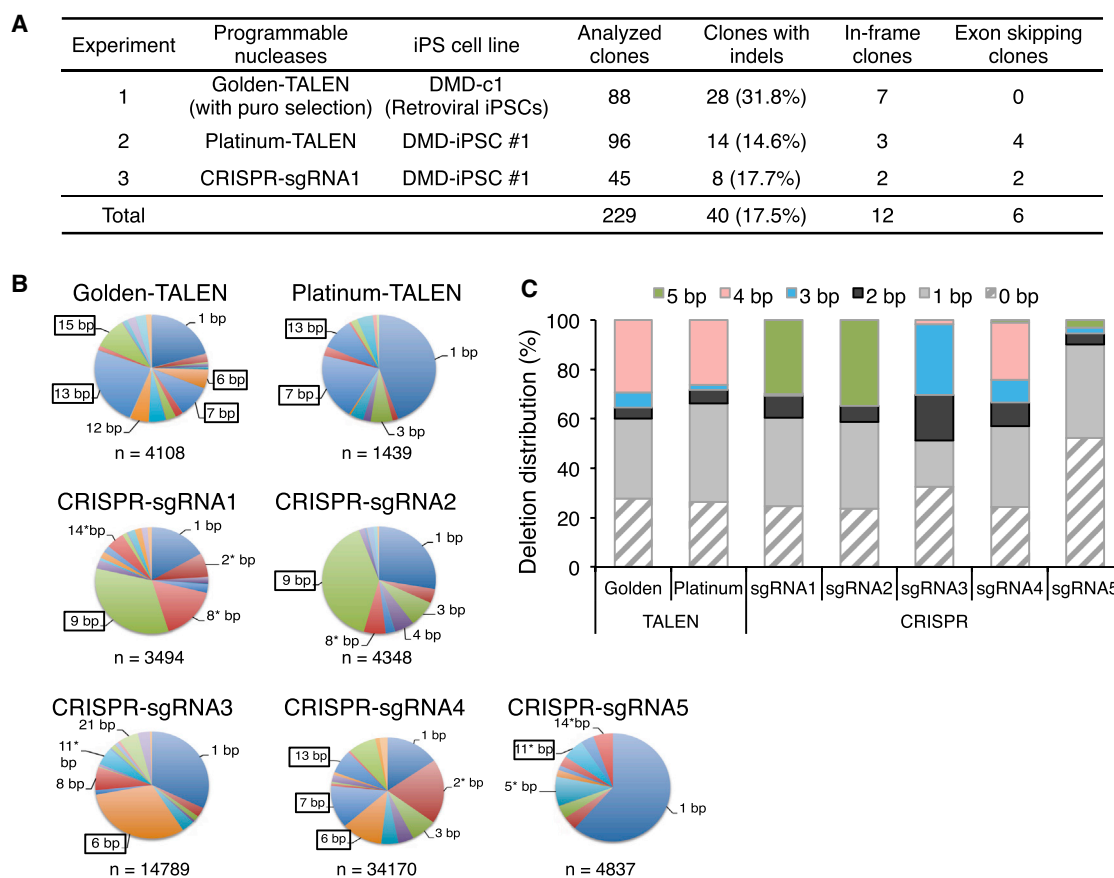 A
Experiment
Programmable nucleases
iPS cell line
Analyzed clones
Clones with indels
In-frame clones
Exon skipping clones
1
Golden-TALEN (with puro selection)
DMD-c1 (Retroviral iPSCs)
88
28 (31.8%)
7
0
2
Platinum-TALEN
DMD-iPSC #1
96
14 (14.6%)
3
4
3
CRISPR-sgRNA1
DMD-iPSC #1
45
8 (17.7%)
2
2
Total
229
40 (17.5%)
12
6
B
Golden-TALEN
1 bp
6 bp
7 bp
12 bp
13 bp
15 bp
n = 4108
Platinum-TALEN
1 bp
3 bp
7 bp
13 bp
n = 1439
CRISPR-sgRNA1
1 bp
2* bp
8* bp
9 bp
14*bp
n = 3494
CRISPR-sgRNA2
1 bp
3 bp
4 bp
8* bp
9 bp
n = 4348
CRISPR-sgRNA3
1 bp
6 bp
8 bp
11* bp
21 bp
n = 14789
CRISPR-sgRNA4
1 bp
2* bp
3 bp
6 bp
7 bp
13 bp
n = 34170
CRISPR-sgRNA5
1 bp
5* bp
11* bp
14*bp
n = 4837
C
5 bp
4 bp
3 bp
2 bp
1 bp
0 bp
Deletion distribution (%)
100
80
60
40
20
0
Golden
Platinum
sgRNA1
sgRNA2
sgRNA3
sgRNA4
sgRNA5
TALEN
CRISPR